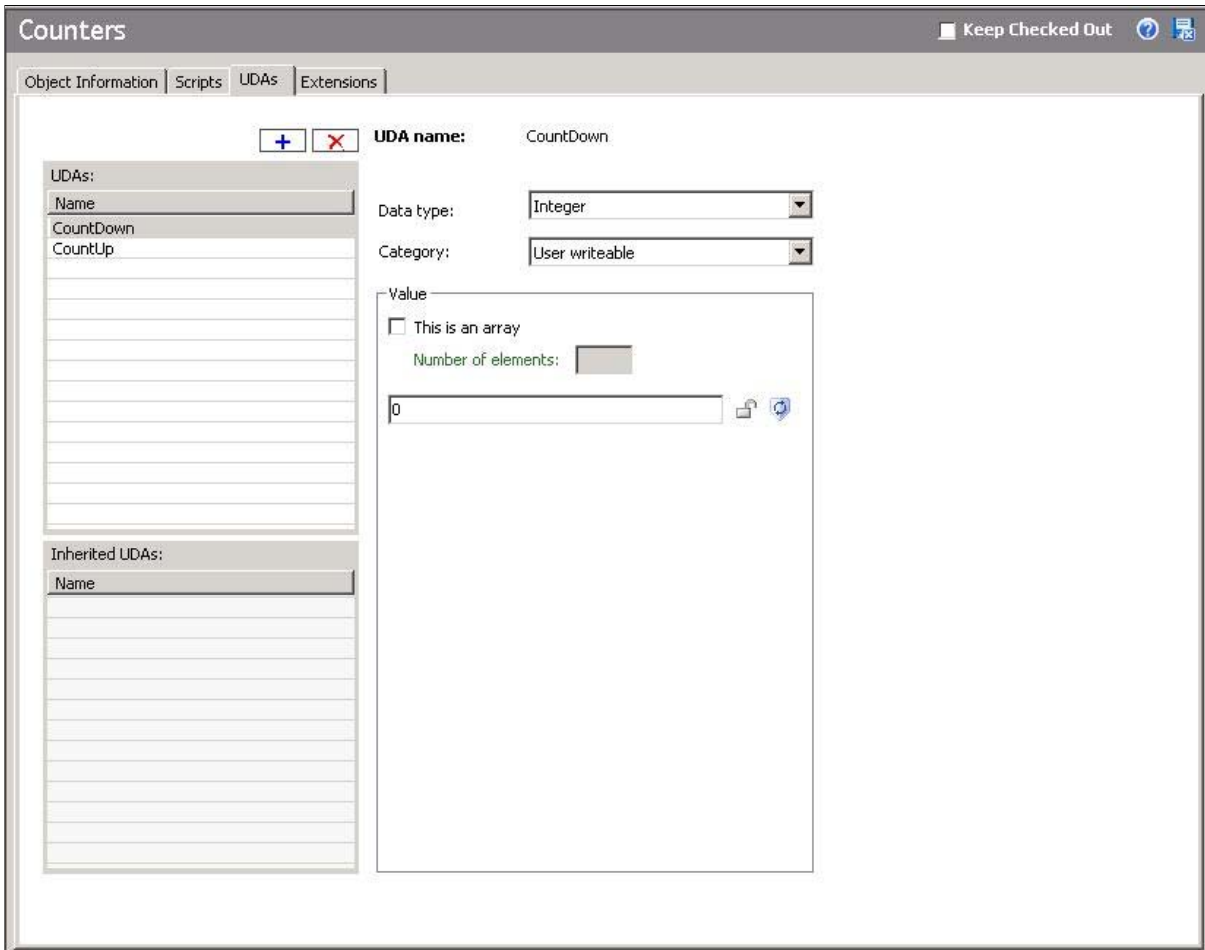 Counters
Keep Checked Out
Object Information Scripts UDAs Extensions
UDA name: CountDown
UDAs:
Name
CountDown
CountUp
Data type: Integer
Category: User writeable
Value
This is an array
Number of elements:
0
Inherited UDAs:
Name